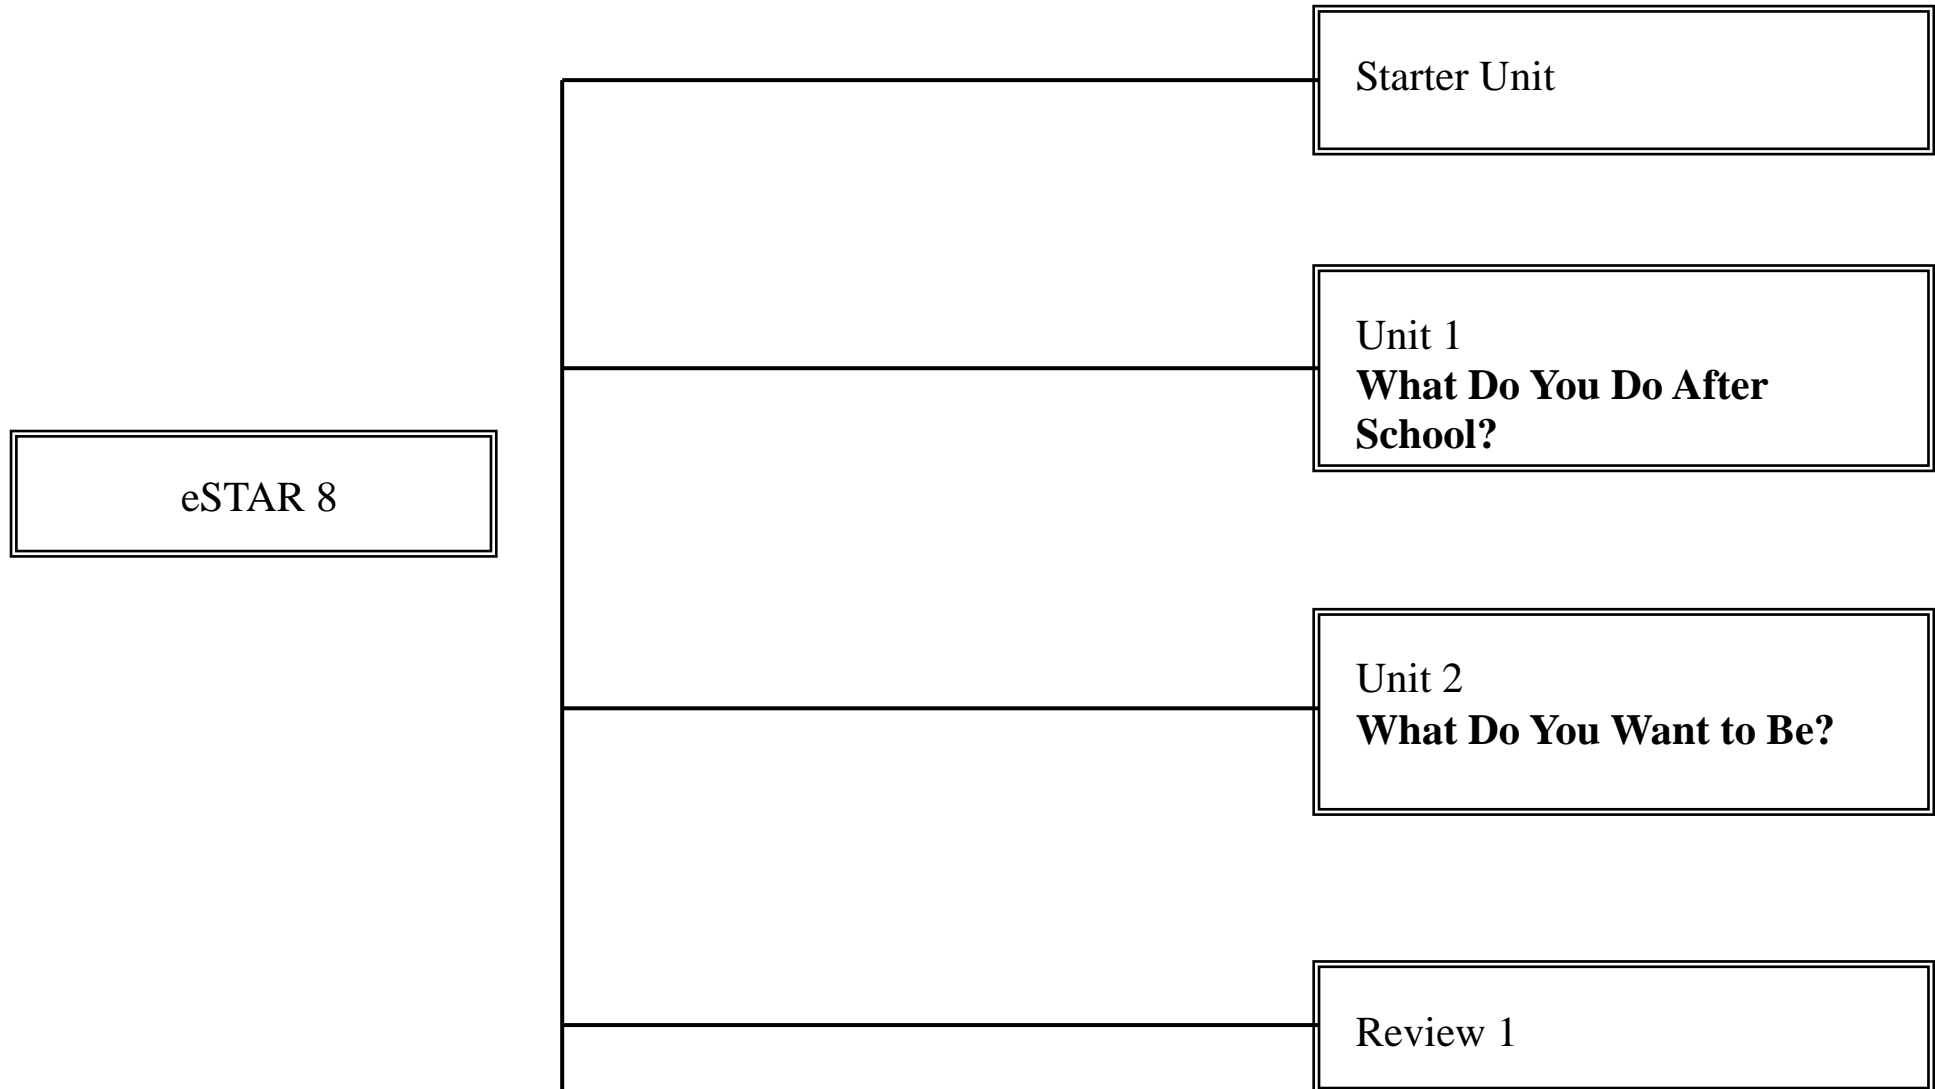 Starter Unit
Unit 1
What Do You Do After
School?
eSTAR 8
Unit 2
What Do You Want to Be?
Review 1